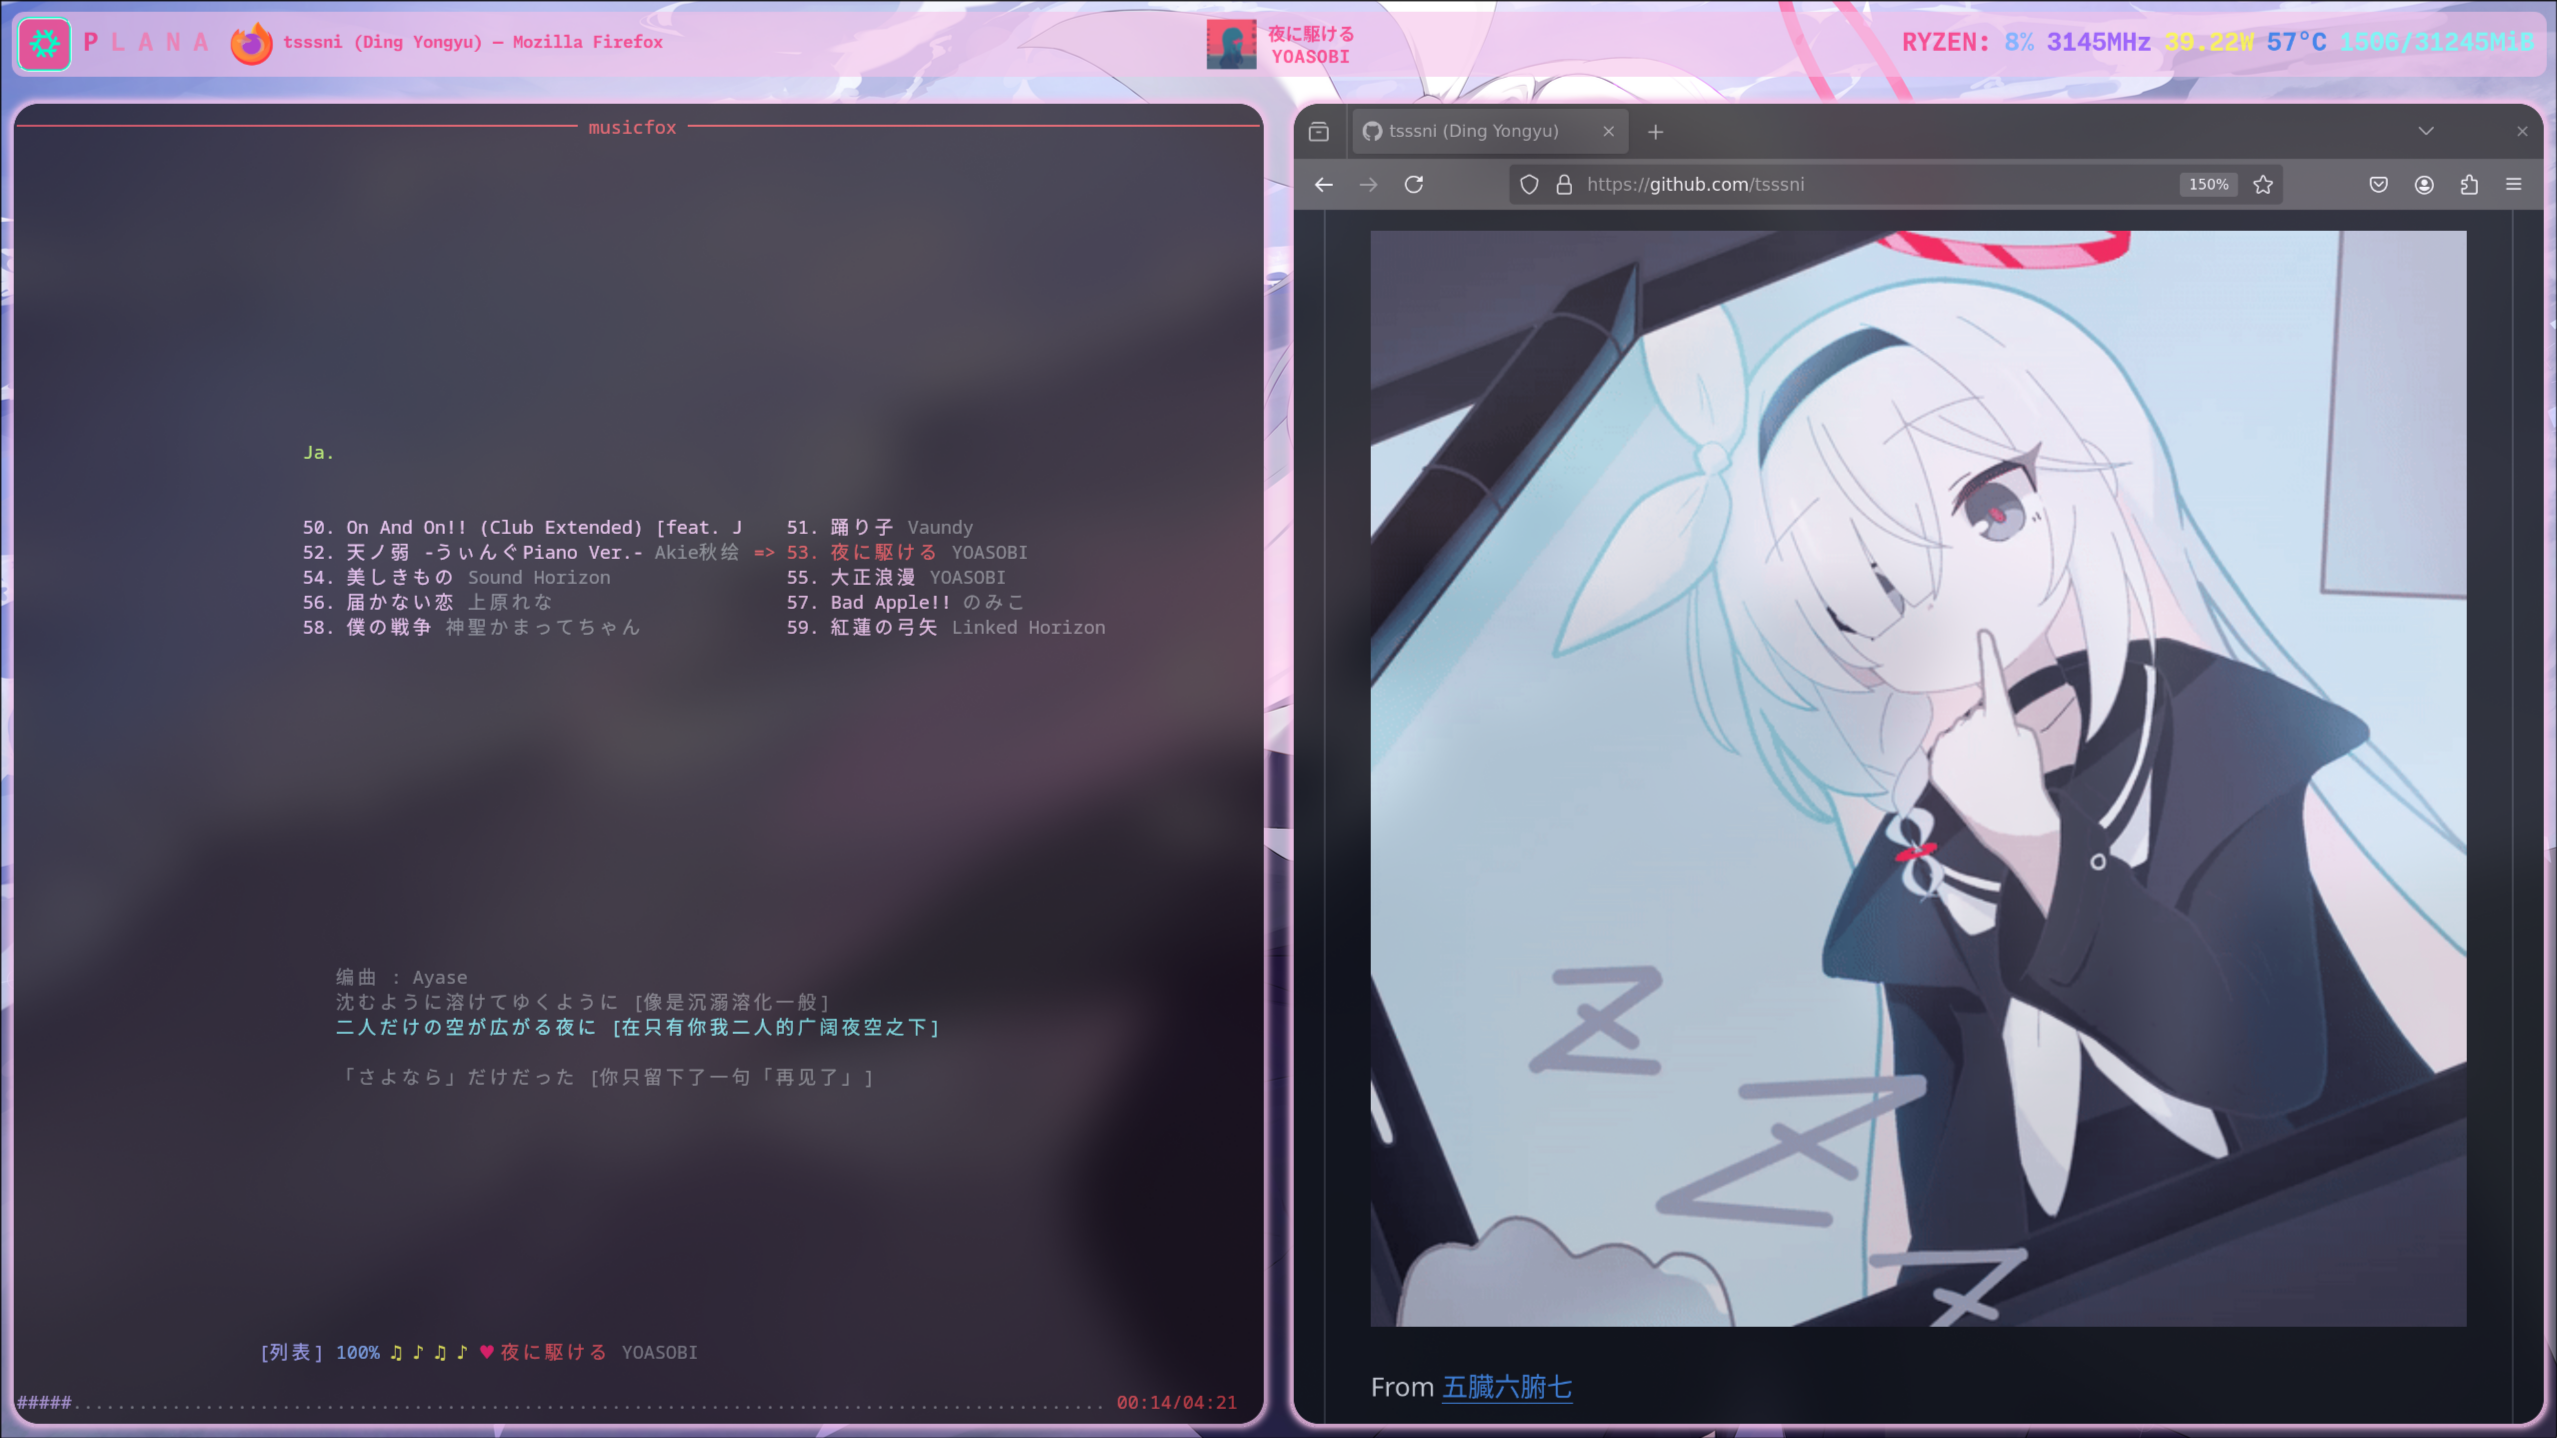 P L A N A tsssni (Ding Yongyu) — Mozilla Firefox
夜に駆ける
YOASOBI
RYZEN: 8% 3145MHz 39.22W 57°C 1506/31245MiB
musicfox
Ja.
50. On And On!! (Club Extended) [feat. J 51. 踊り子 Vaundy
52. 天ノ弱 -うぃんぐPiano Ver.- Akie秋绘 => 53. 夜に駆ける YOASOBI
54. 美しきもの Sound Horizon 55. 大正浪漫 YOASOBI
56. 届かない恋 上原れな 57. Bad Apple!! のみこ
58. 僕の戦争 神聖かまってちゃん 59. 紅蓮の弓矢 Linked Horizon
编曲 : Ayase
沈むように溶けてゆくように [像是沉溺溶化一般]
二人だけの空が広がる夜に [在只有你我二人的广阔夜空之下]
「さよなら」だけだった [你只留下了一句「再见了」]
[列表] 100% ♫ ♪ ♫ ♪ ♥ 夜に駆ける YOASOBI
#####............................................................................................... 00:14/04:21
tsssni (Ding Yongyu)
https://github.com/tsssni 150%
Z
Z
Z
From 五臓六腑七